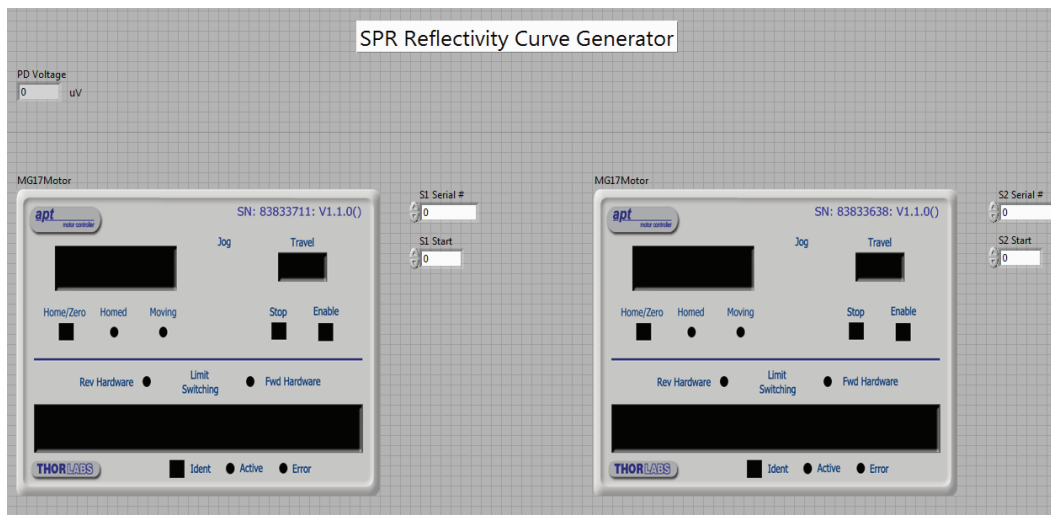 SPR Reflectivity Curve Generator
PD Voltage
0 uV
MG17Motor
apt
motor controller
SN: 83833711: V1.1.0()
Jog Travel
Home/Zero Homed Moving Stop Enable
Rev Hardware Limit Switching Fwd Hardware
THORLABS Ident Active Error
S1 Serial #
0
S1 Start
0
MG17Motor
apt
motor controller
SN: 83833638: V1.1.0()
Jog Travel
Home/Zero Homed Moving Stop Enable
Rev Hardware Limit Switching Fwd Hardware
THORLABS Ident Active Error
S2 Serial #
0
S2 Start
0